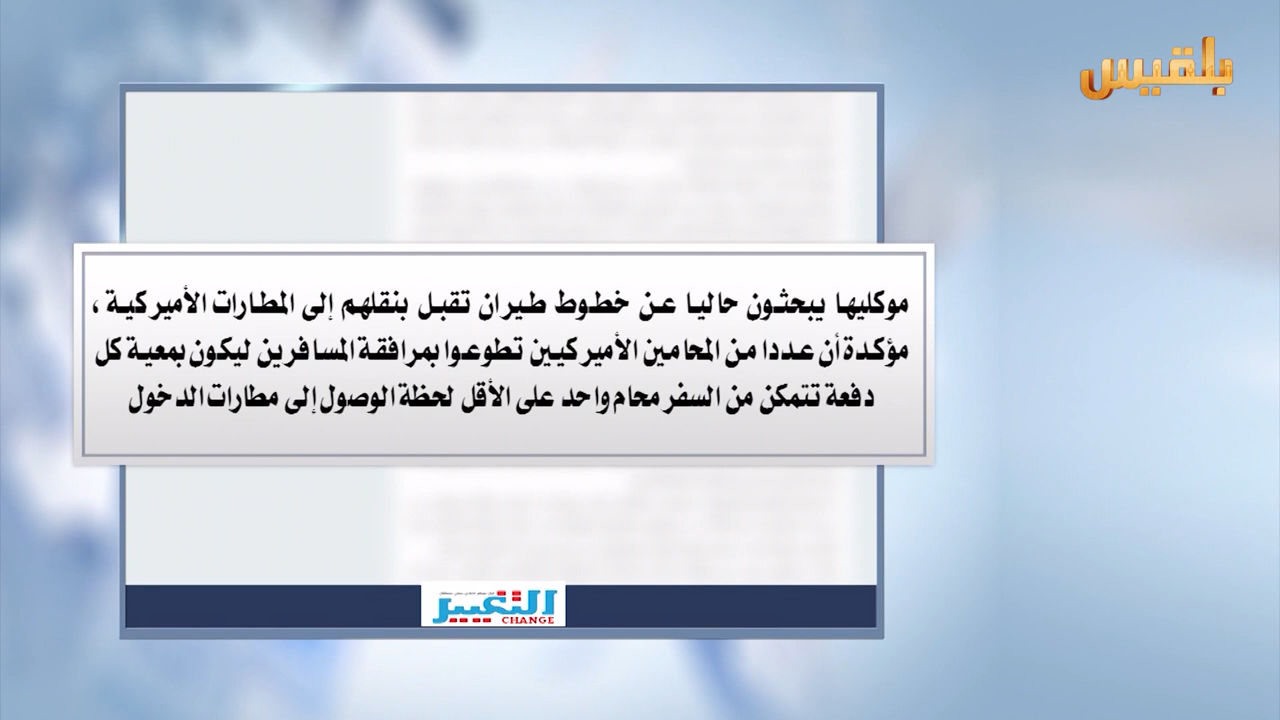 بلقيس
موكليها يبحثون حاليا عن خطوط طيران تقبل بنقلهم إلى المطارات الأميركية ،
مؤكدة أن عددا من المحامين الأميركيين تطوعوا بمرافقة المسافرين ليكون بمعية كل
دفعة تتمكن من السفر محام واحد على الأقل لحظة الوصول إلى مطارات الدخول
التغيير
CHANGE